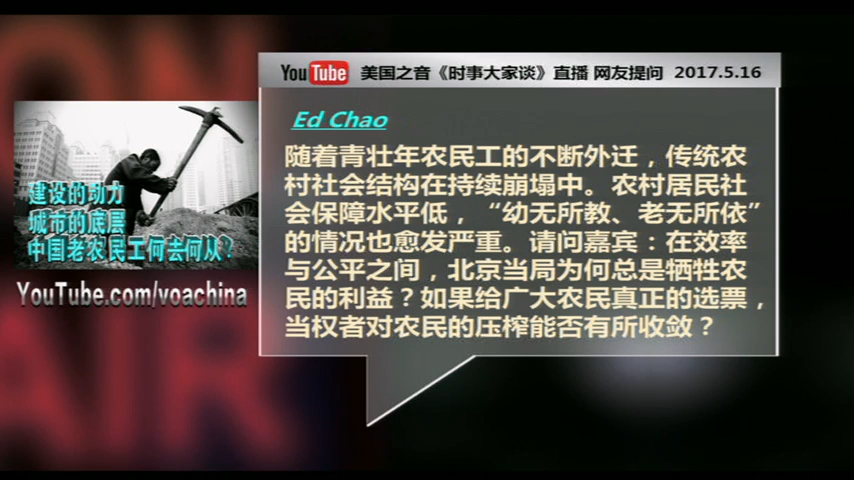 YouTube 美国之音《时事大家谈》直播 网友提问 2017.5.16
Ed Chao
随着青壮年农民工的不断外迁，传统农
村社会结构在持续崩塌中。农村居民社
会保障水平低，“幼无所教、老无所依”
的情况也愈发严重。请问嘉宾：在效率
与公平之间，北京当局为何总是牺牲农
民的利益？如果给广大农民真正的选票，
当权者对农民的压榨能否有所收敛？
建设的动力
城市的底层
中国老农民工何去何从？
YouTube.com/voachina
ON
AIR